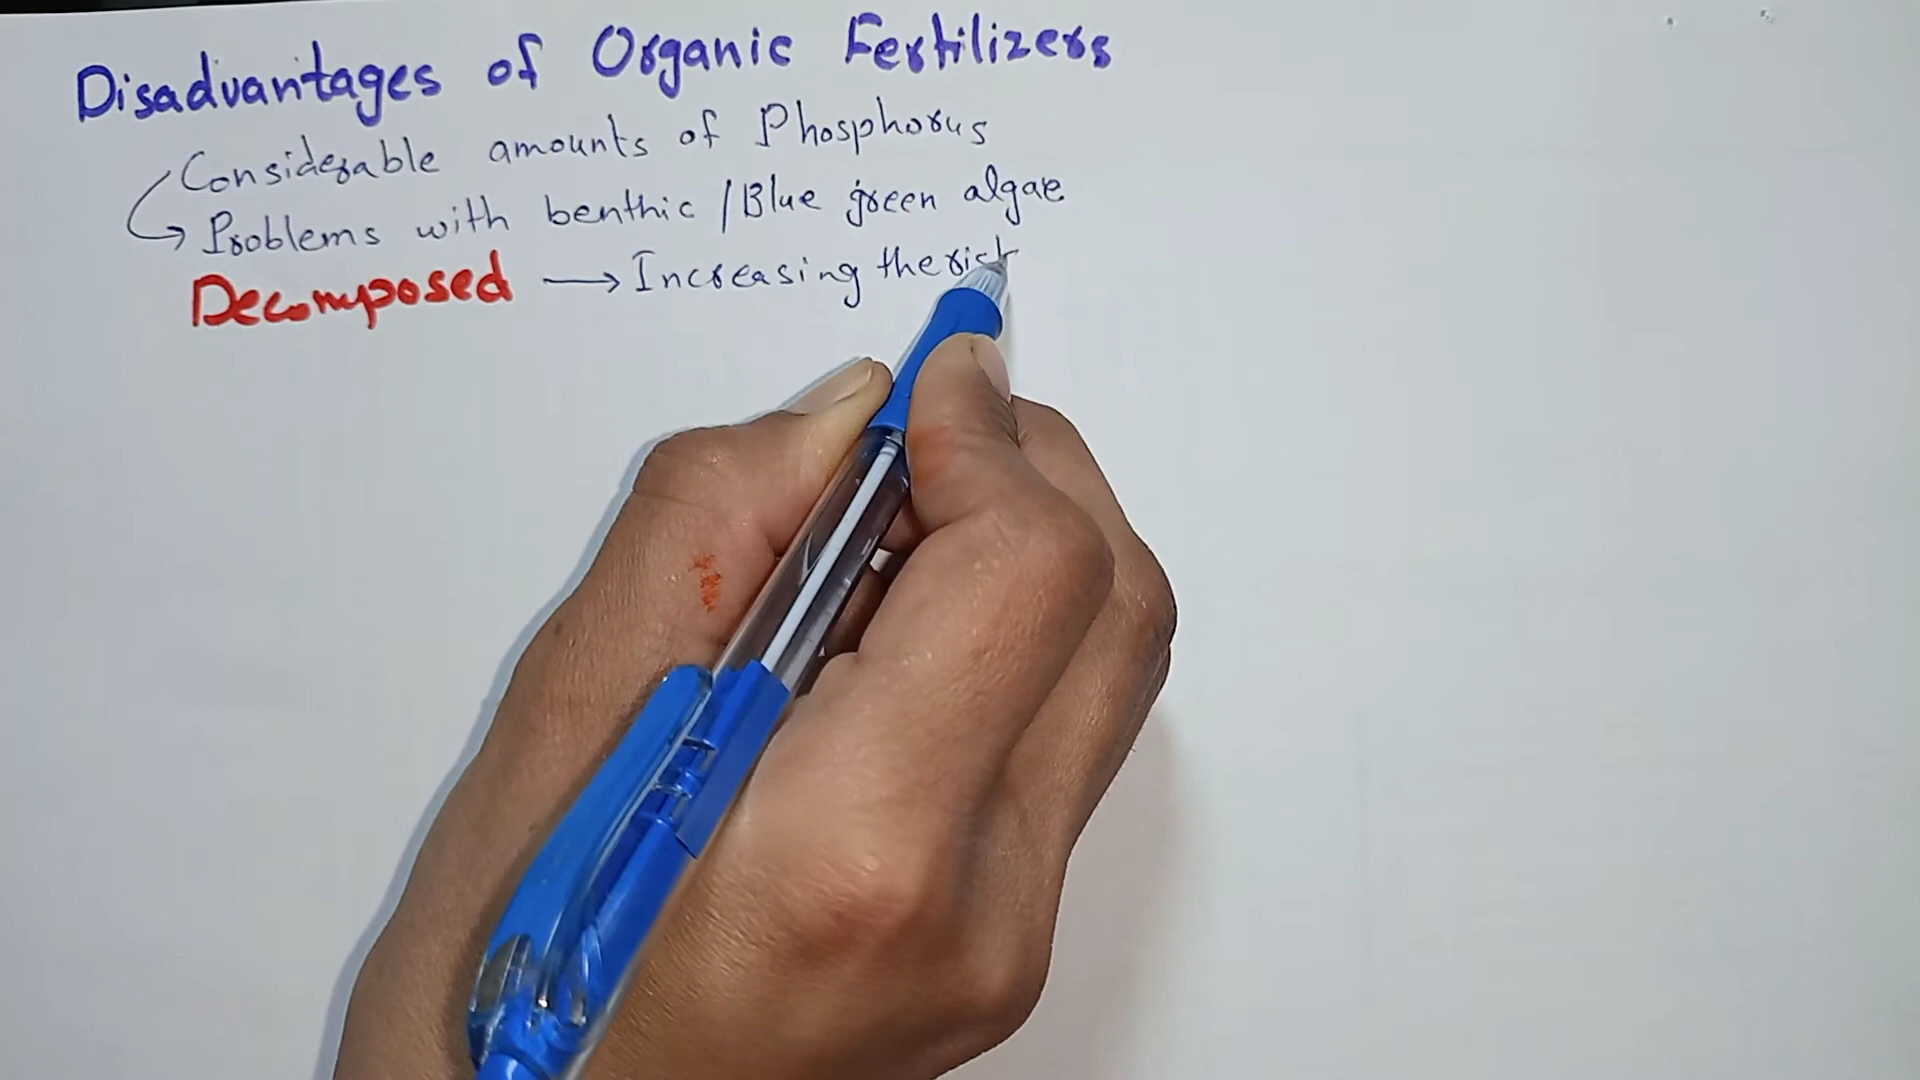 Disadvantages of Organic Fertilizers
Considerable amounts of Phosphorus
Problems with benthic / Blue green algae
Decomposed → Increasing the